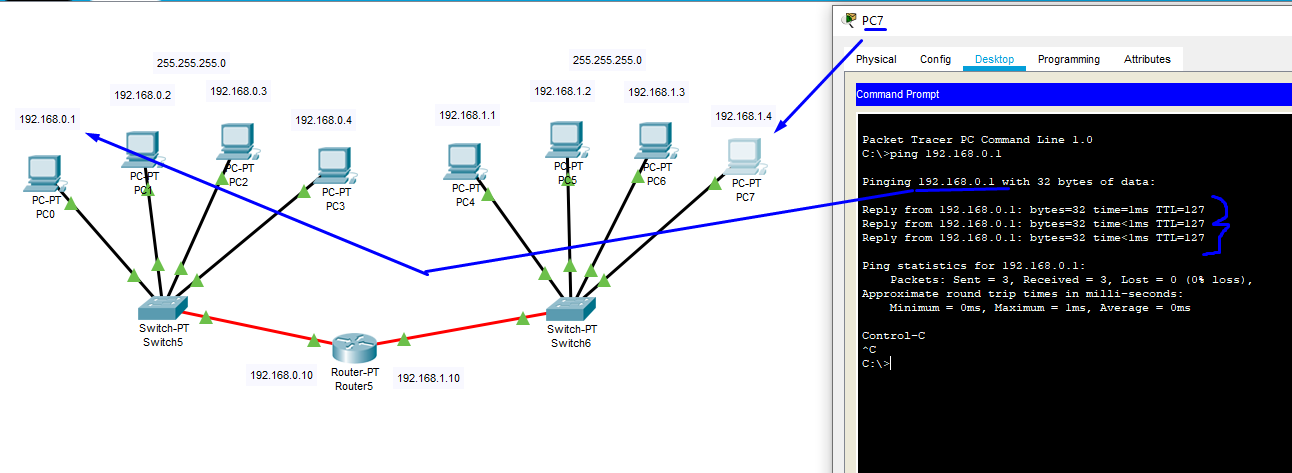 255.255.255.0
192.168.0.1
192.168.0.2
192.168.0.3
192.168.0.4
PC-PT
PC0
PC-PT
PC1
PC-PT
PC2
PC-PT
PC3
255.255.255.0
192.168.1.1
192.168.1.2
192.168.1.3
192.168.1.4
PC-PT
PC4
PC-PT
PC5
PC-PT
PC6
PC-PT
PC7
Switch-PT
Switch5
Switch-PT
Switch6
Router-PT
Router5
192.168.0.10
192.168.1.10
PC7
Physical Config Desktop Programming Attributes
Command Prompt
Packet Tracer PC Command Line 1.0
C:\>ping 192.168.0.1
Pinging 192.168.0.1 with 32 bytes of data:
Reply from 192.168.0.1: bytes=32 time=1ms TTL=127
Reply from 192.168.0.1: bytes=32 time<1ms TTL=127
Reply from 192.168.0.1: bytes=32 time<1ms TTL=127
Ping statistics for 192.168.0.1:
Packets: Sent = 3, Received = 3, Lost = 0 (0% loss),
Approximate round trip times in milli-seconds:
Minimum = 0ms, Maximum = 1ms, Average = 0ms
Control-C
^C
C:\>